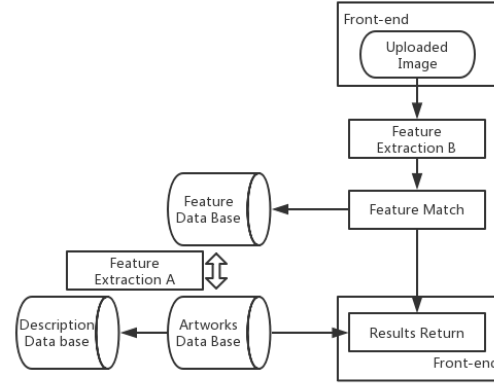 Front-end
Uploaded
Image
Feature
Extraction B
Feature
Data Base
Feature Match
Feature
Extraction A
Description
Data base
Artworks
Data Base
Results Return
Front-end